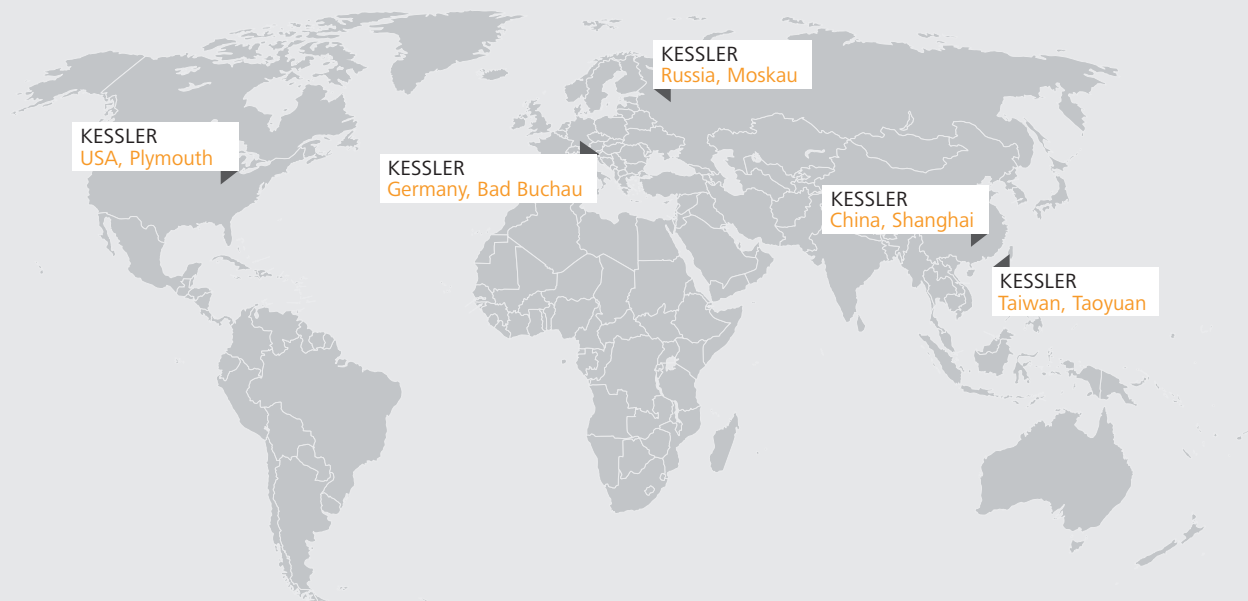 KESSLER
Russia, Moskau
KESSLER
USA, Plymouth
KESSLER
Germany, Bad Buchau
KESSLER
China, Shanghai
KESSLER
Taiwan, Taoyuan